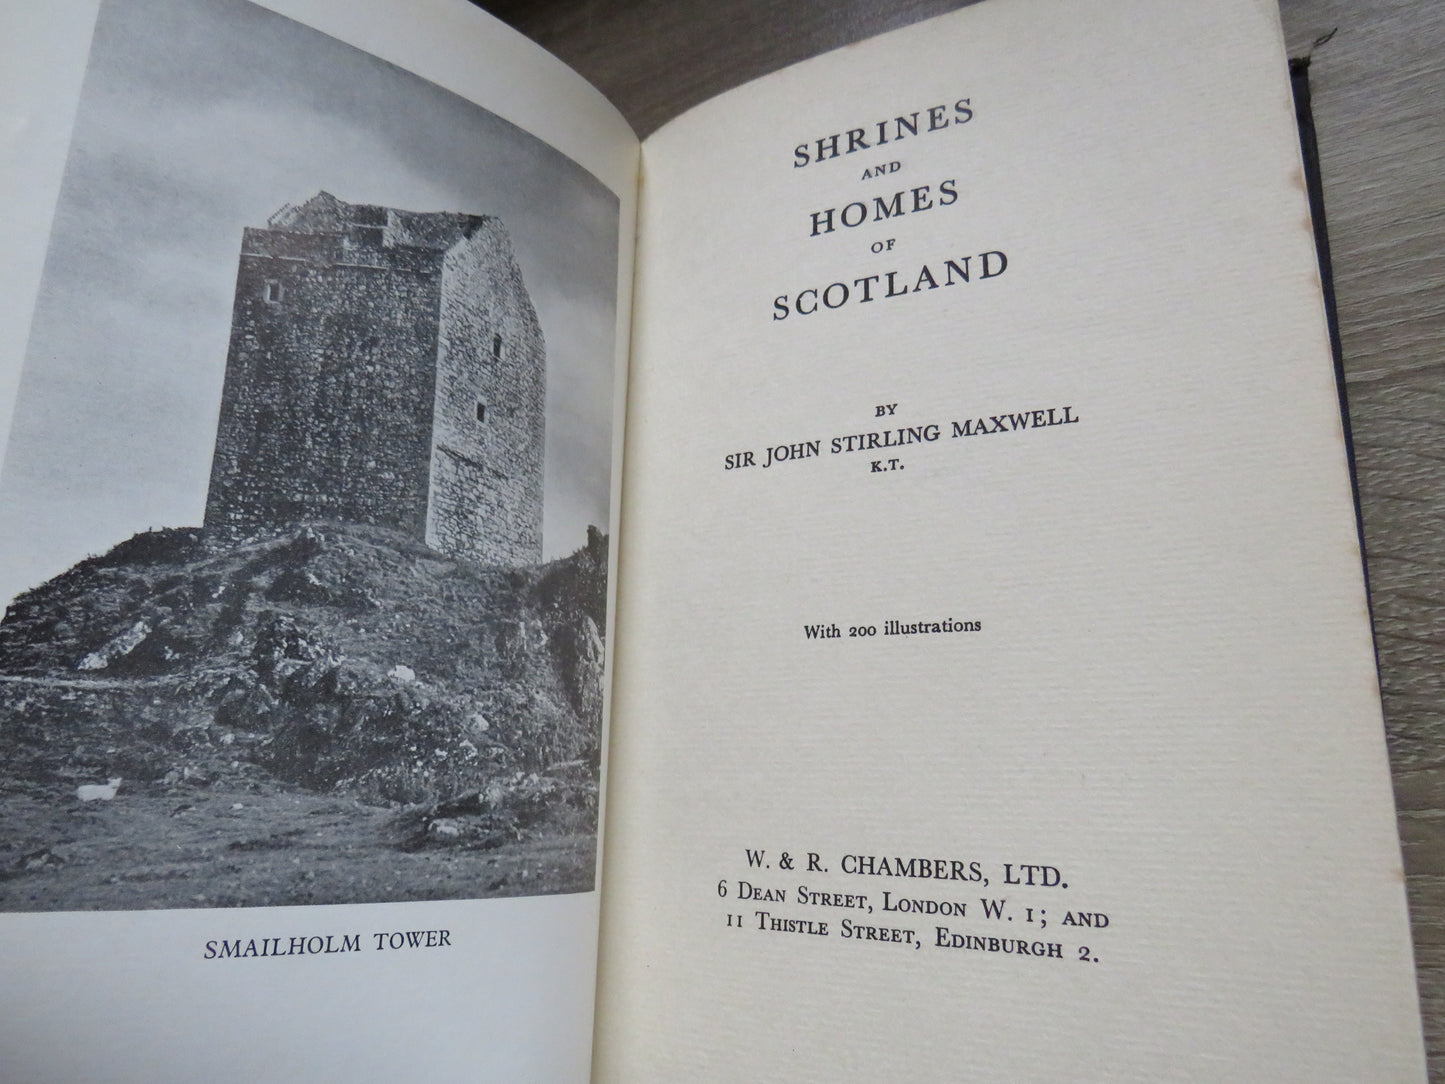 SMAILHOLM TOWER
SHRINES
AND
HOMES
OF
SCOTLAND
BY
SIR JOHN STIRLING MAXWELL
K.T.
With 200 illustrations
W. & R. CHAMBERS, LTD.
6 DEAN STREET, LONDON W. 1; AND
11 THISTLE STREET, EDINBURGH 2.